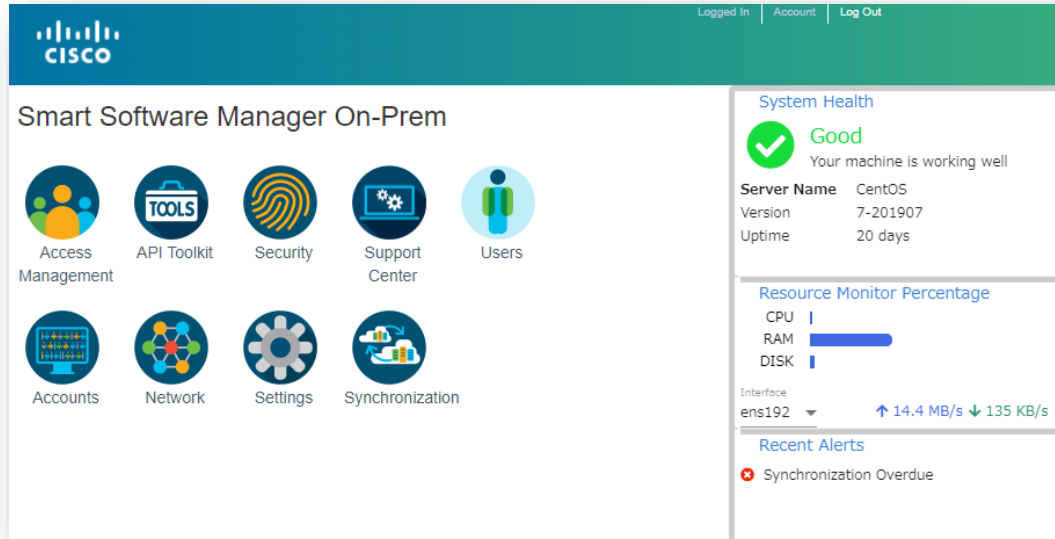 Logged In Account Log Out
CISCO
Smart Software Manager On-Prem
TOOLS
Access
Management
API Toolkit
Security
Support
Center
Users
Accounts
Network
Settings
Synchronization
System Health
Good
Your machine is working well
Server Name CentOS
Version 7-201907
Uptime 20 days
Resource Monitor Percentage
CPU
RAM
DISK
Interface
ens192 ↑ 14.4 MB/s ↓ 135 KB/s
Recent Alerts
Synchronization Overdue